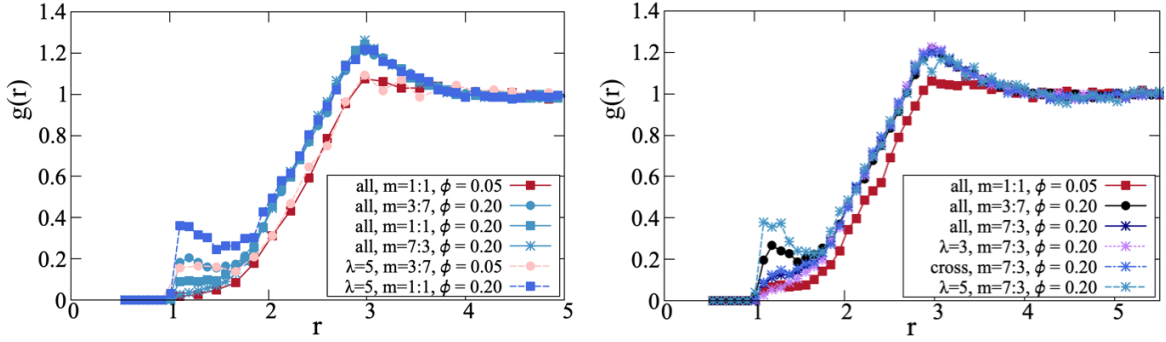 1.4
1.2
1
0.8
0.6
0.4
0.2
0
g(r)
0 1 2 3 4 5
r
all, m=1:1, ϕ = 0.05
all, m=3:7, ϕ = 0.20
all, m=1:1, ϕ = 0.20
all, m=7:3, ϕ = 0.20
λ=5, m=3:7, ϕ = 0.05
λ=5, m=1:1, ϕ = 0.20
1.4
1.2
1
0.8
0.6
0.4
0.2
0
g(r)
0 1 2 3 4 5
r
all, m=1:1, ϕ = 0.05
all, m=3:7, ϕ = 0.20
all, m=7:3, ϕ = 0.20
λ=3, m=7:3, ϕ = 0.20
cross, m=7:3, ϕ = 0.20
λ=5, m=7:3, ϕ = 0.20